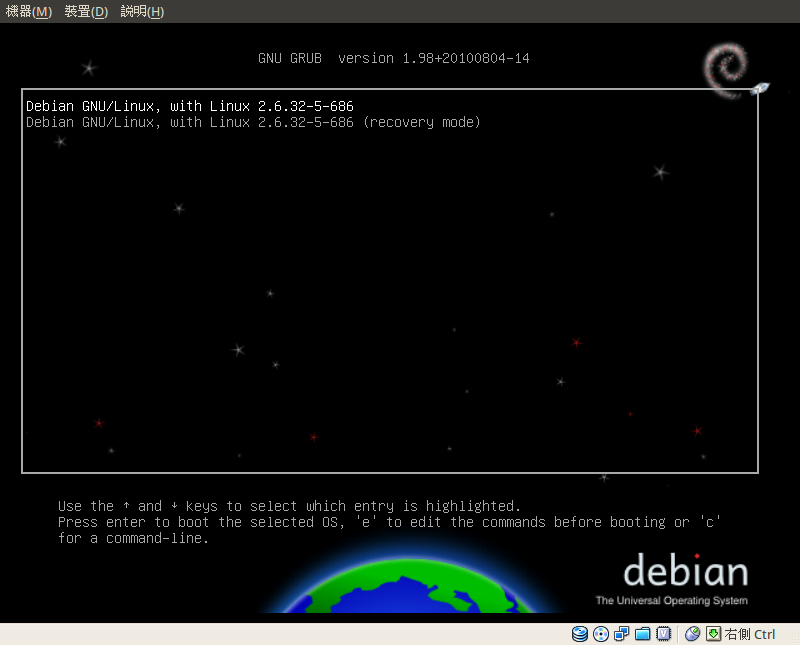 機器(M) 裝置(D) 説明(H)
GNU GRUB  version 1.98+20100804-14
Debian GNU/Linux, with Linux 2.6.32-5-686
Debian GNU/Linux, with Linux 2.6.32-5-686 (recovery mode)
Use the ↑ and ↓ keys to select which entry is highlighted.
Press enter to boot the selected OS, 'e' to edit the commands before booting or 'c'
for a command-line.
debian
The Universal Operating System
右側 Ctrl